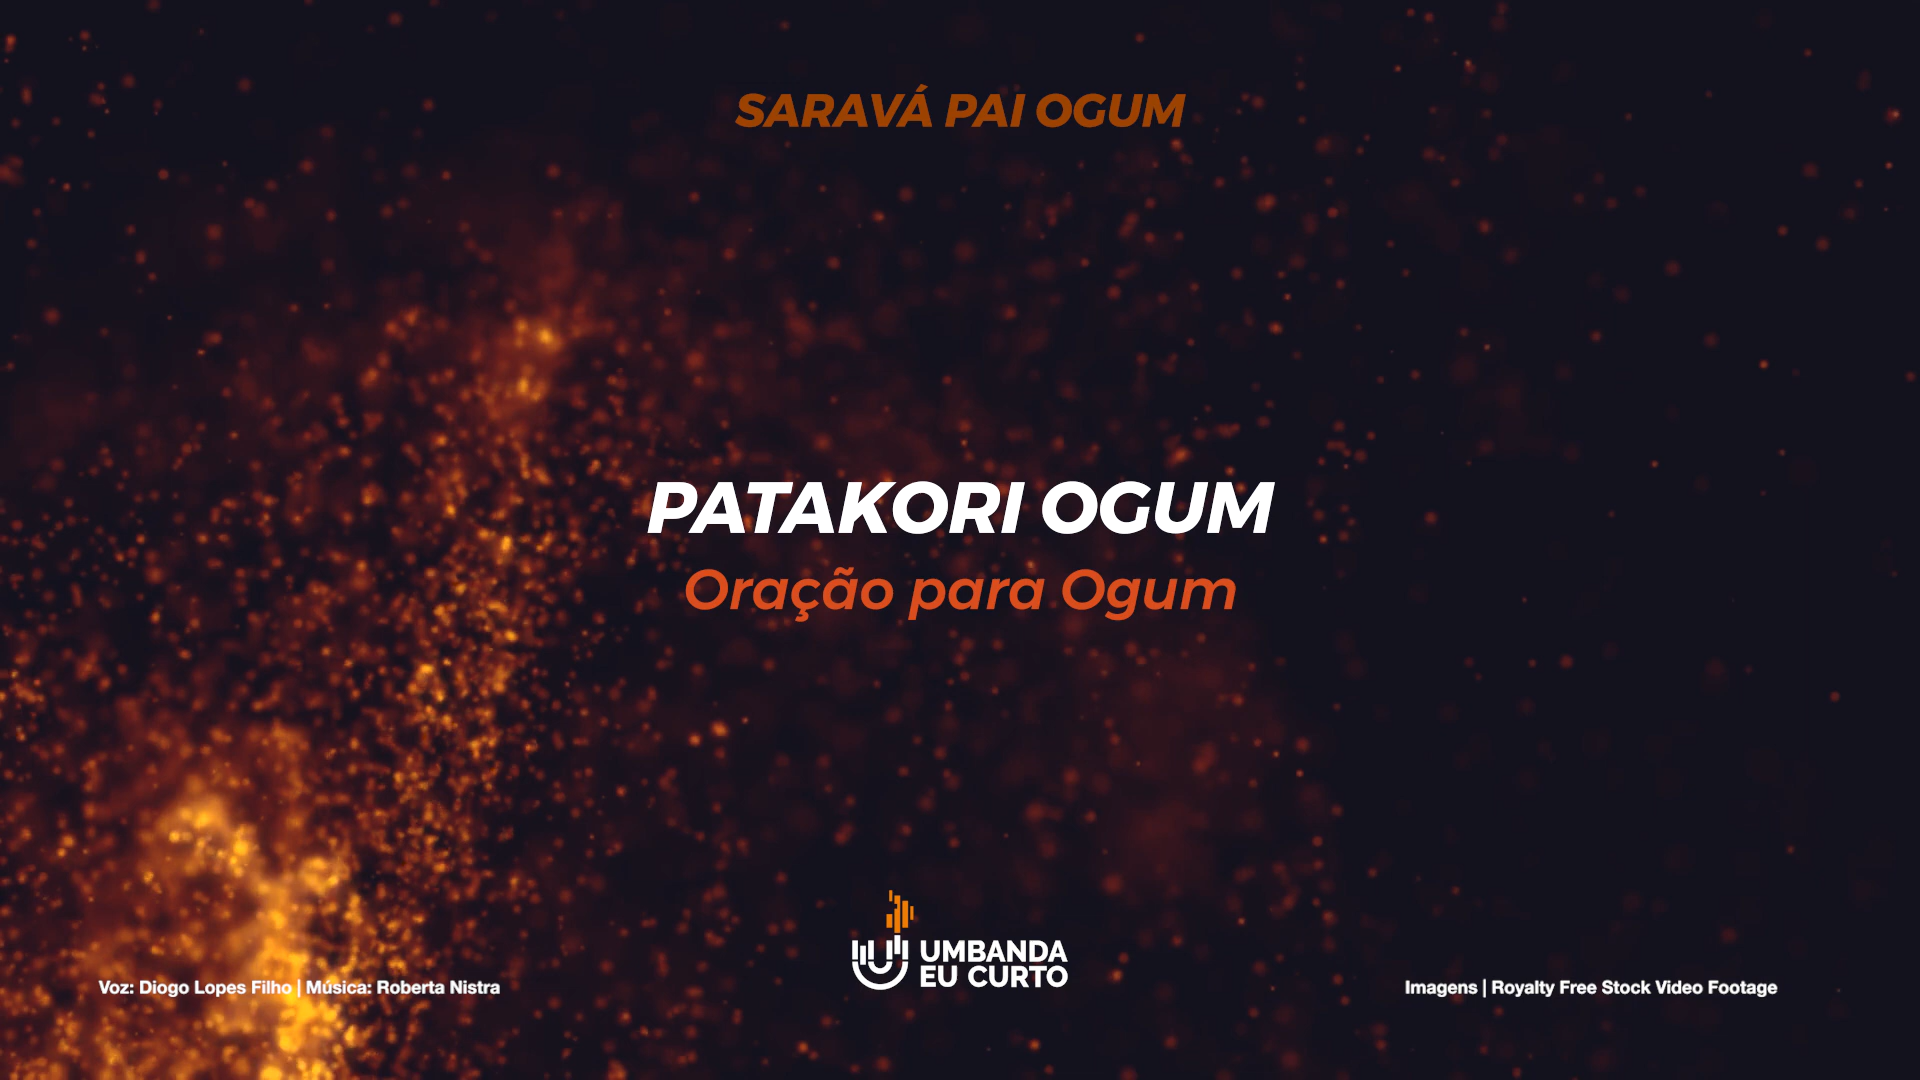 SARAVÁ PAI OGUM
PATAKORI OGUM
Oração para Ogum
UMBANDA
EU CURTO
Voz: Diogo Lopes Filho | Música: Roberta Nistra
Imagens | Royalty Free Stock Video Footage